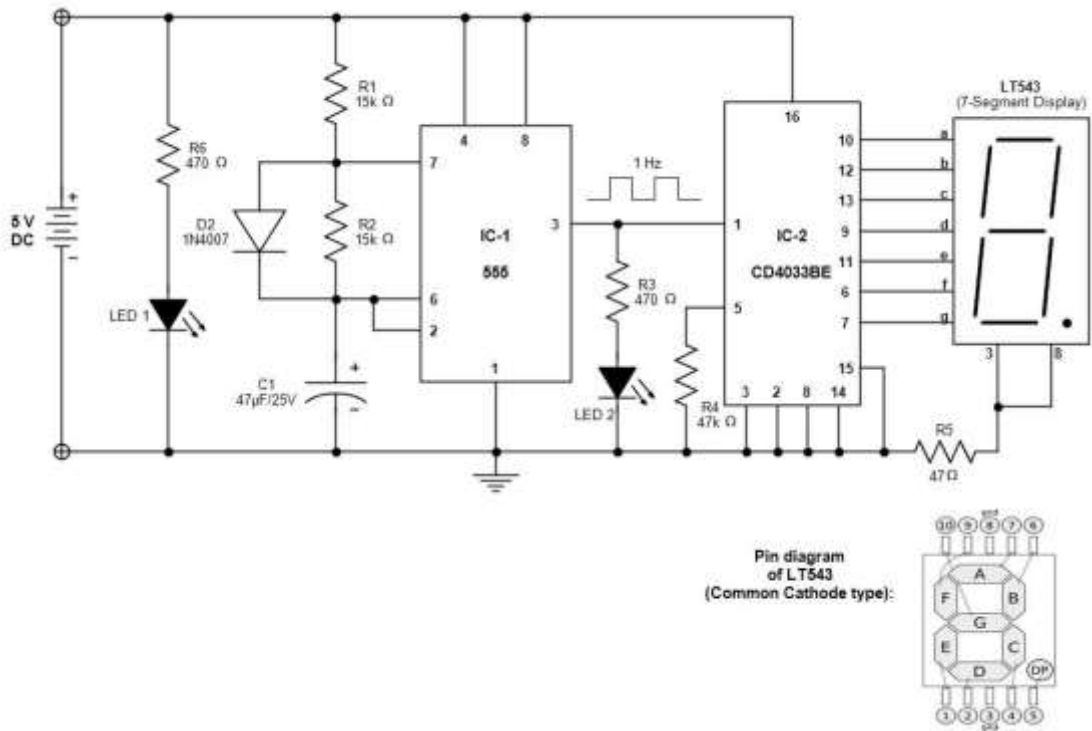 LT543
(7-Segment Display)
R1
15k Ω
R6
470 Ω
4
8
16
10
a
12
b
13
c
9
d
11
e
6
f
7
g
7
1 Hz
5 V
DC
+
-
D2
1N4007
R2
15k Ω
IC-1
555
3
1
IC-2
CD4033BE
R3
470 Ω
6
2
5
LED 1
1
+
-
C1
47µF/25V
LED 2
R4
47k Ω
15
3
2
8
14
3
8
R5
47Ω
Pin diagram
of LT543
(Common Cathode type):
10
9
8
7
6
A
F
B
G
E
C
D
DP
1
2
3
4
5